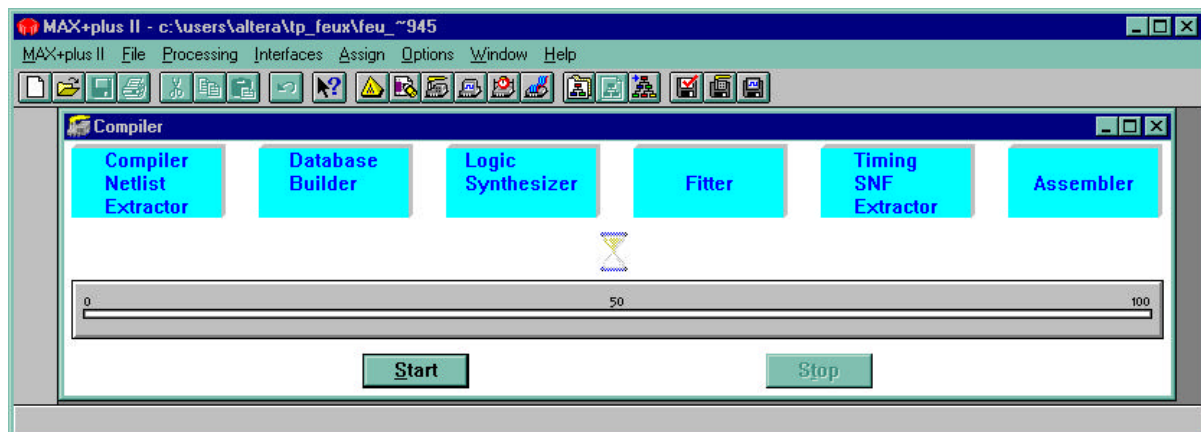 MAX+plus II - c:\users\altera\tp_feux\feu_~945
MAX+plus II File Processing Interfaces Assign Options Window Help
Compiler
Compiler
Netlist
Extractor
Database
Builder
Logic
Synthesizer
Fitter
Timing
SNF
Extractor
Assembler
0 50 100
Start Stop